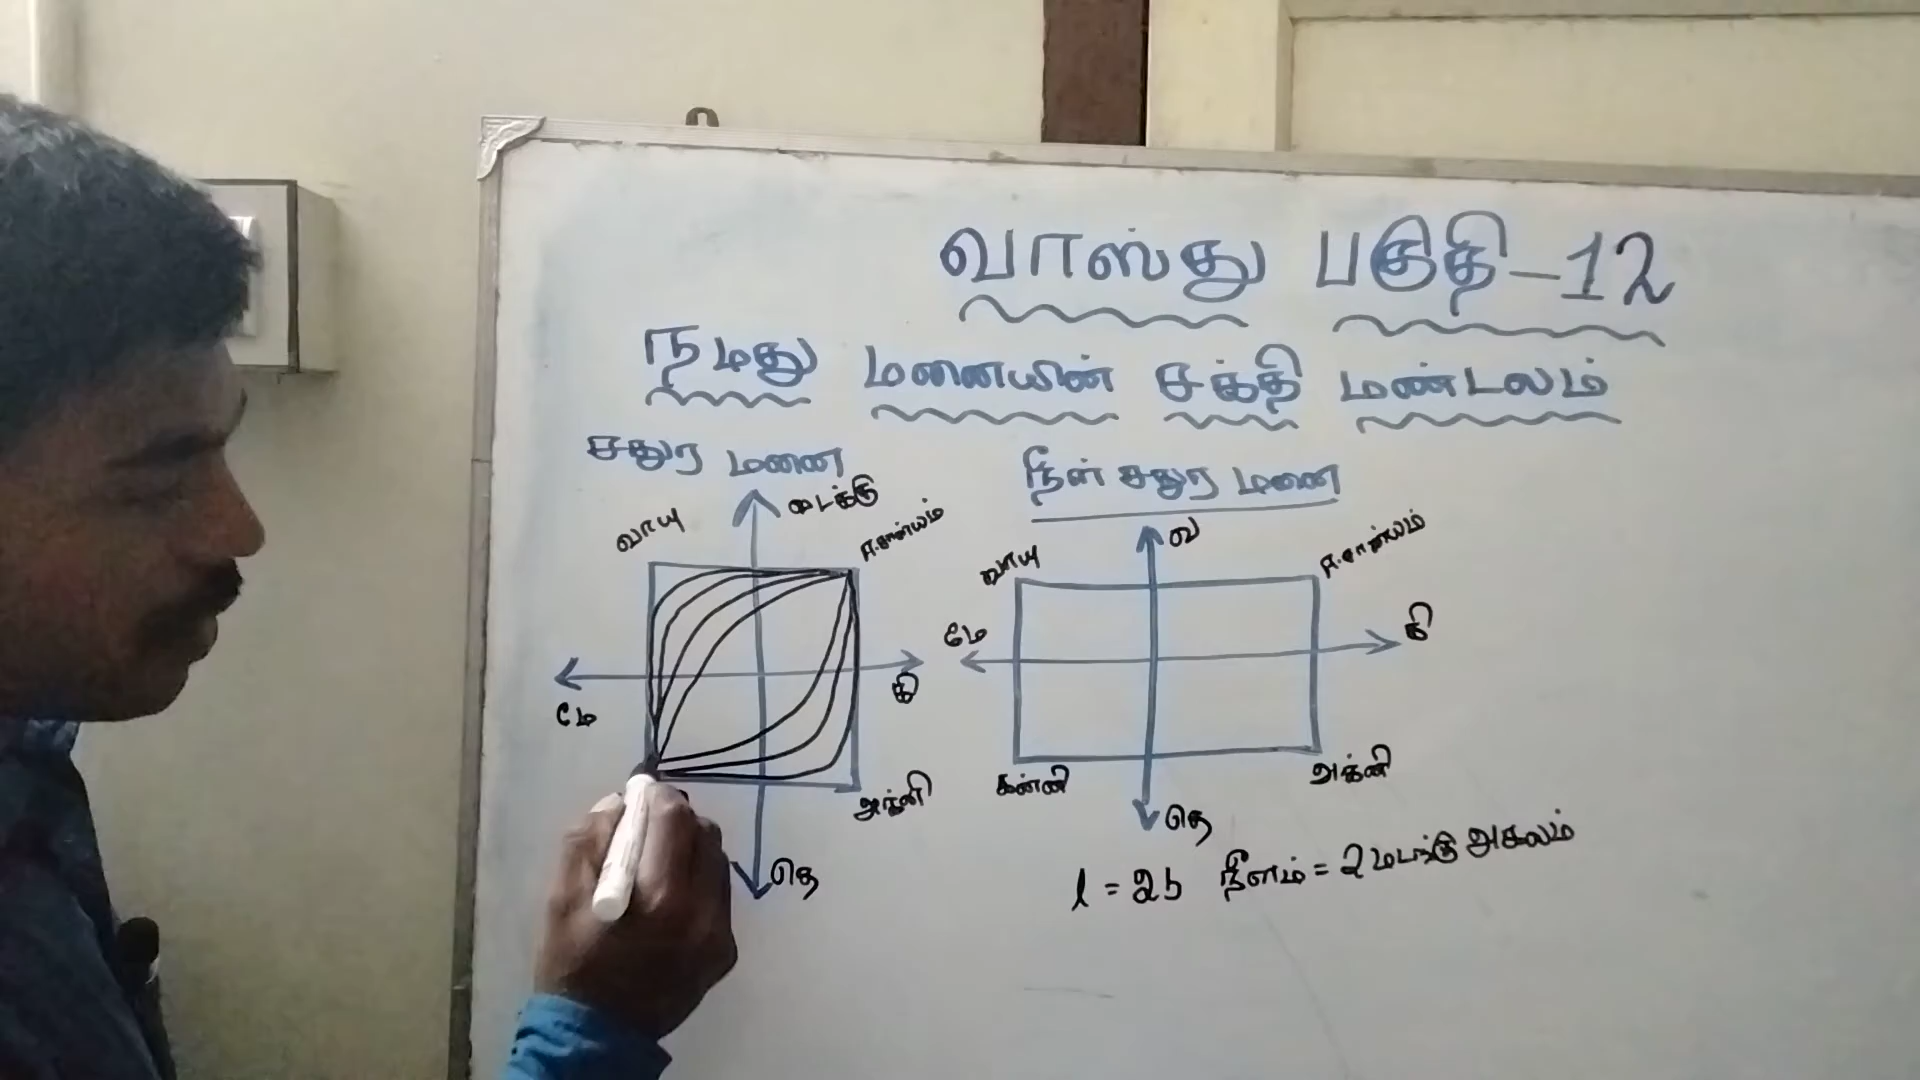 வாஸ்து பகுதி-12
நமது மனையின் சக்தி மண்டலம்
சதுர மனை
வடக்கு
வாயு
ஈசான்யம்
மே
கி
அக்னி
தெ
நீள் சதுர மனை
வ
வாயு
ஈசான்யம்
மே
கி
கன்னி
அக்னி
தெ
l = 2b நீளம் = 2 மடங்கு அகலம்